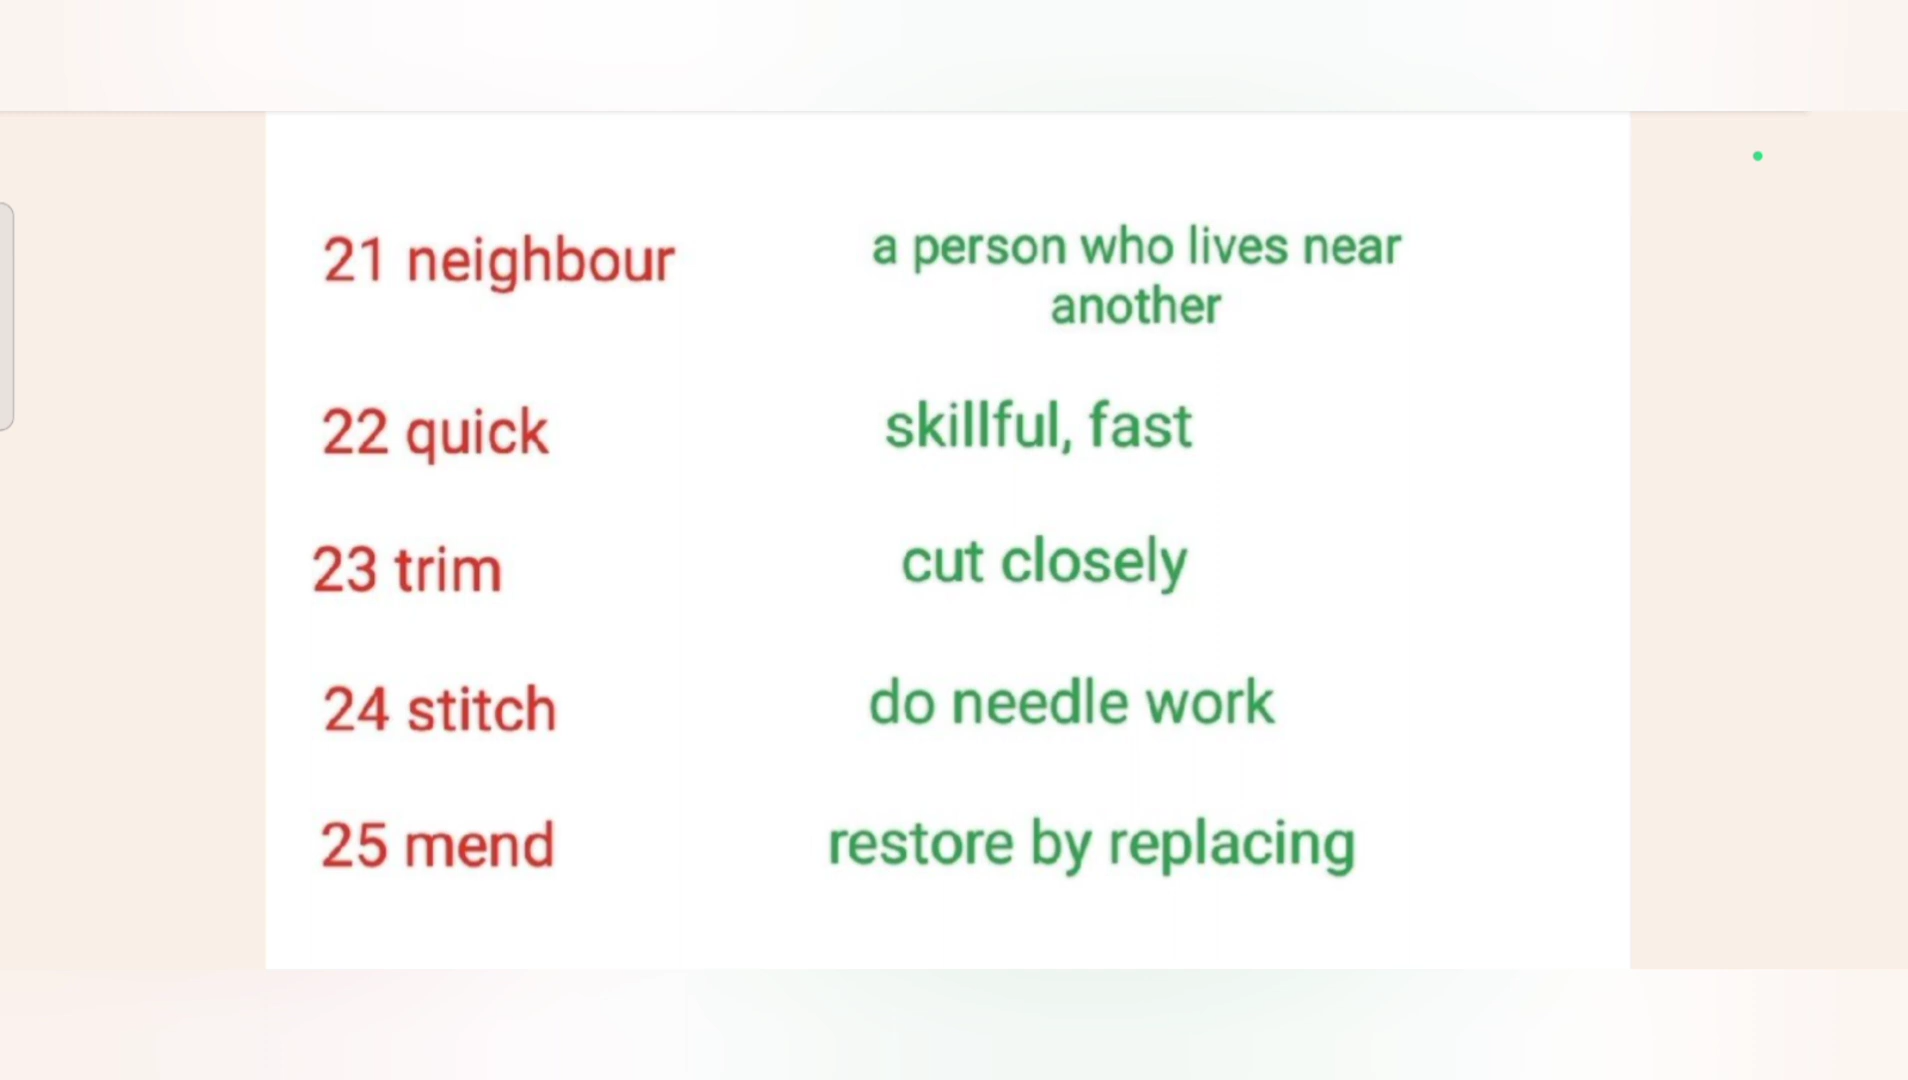 21 neighbour
a person who lives near
another
22 quick
skillful, fast
23 trim
cut closely
24 stitch
do needle work
25 mend
restore by replacing